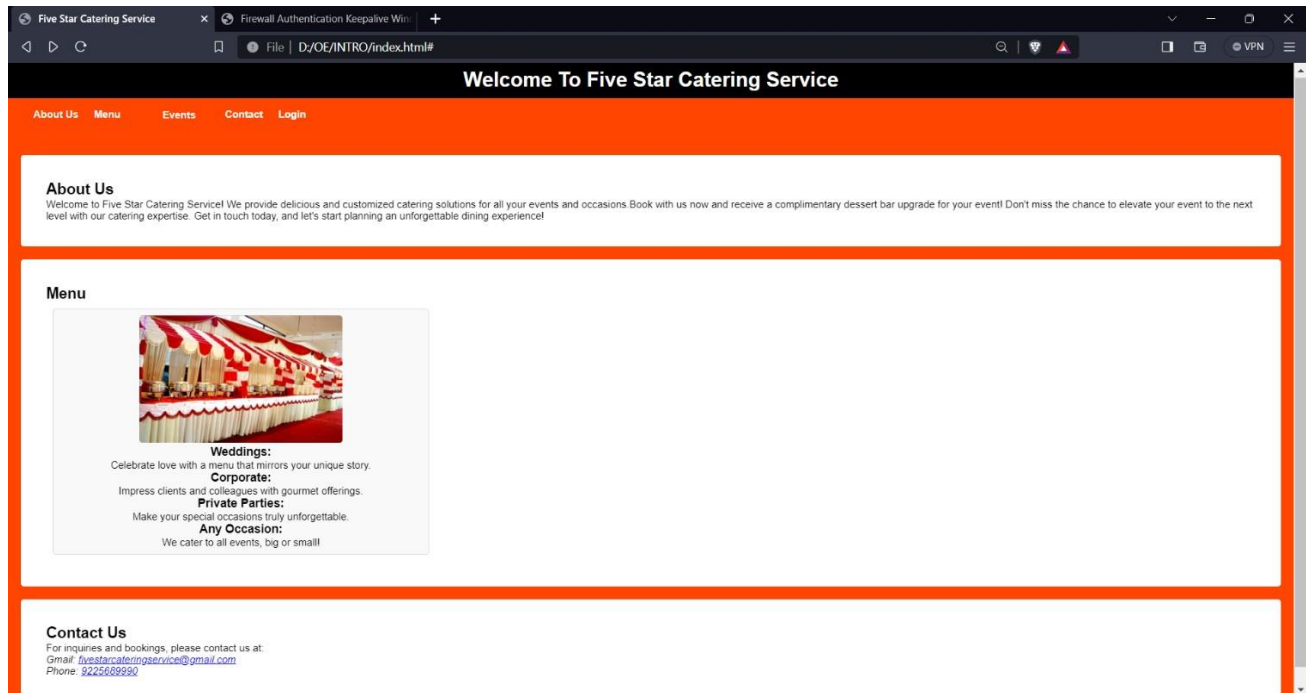 Five Star Catering Service
Firewall Authentication Keepalive Win
File | D:/OE/INTRO/index.html#
VPN
Welcome To Five Star Catering Service
About Us Menu Events Contact Login
About Us
Welcome to Five Star Catering Service! We provide delicious and customized catering solutions for all your events and occasions.Book with us now and receive a complimentary dessert bar upgrade for your event! Don't miss the chance to elevate your event to the next
level with our catering expertise. Get in touch today, and let's start planning an unforgettable dining experience!
Menu
Weddings:
Celebrate love with a menu that mirrors your unique story.
Corporate:
Impress clients and colleagues with gourmet offerings.
Private Parties:
Make your special occasions truly unforgettable.
Any Occasion:
We cater to all events, big or small!
Contact Us
For inquiries and bookings, please contact us at:
Gmail: fivestarcateringservice@gmail.com
Phone: 9225689990